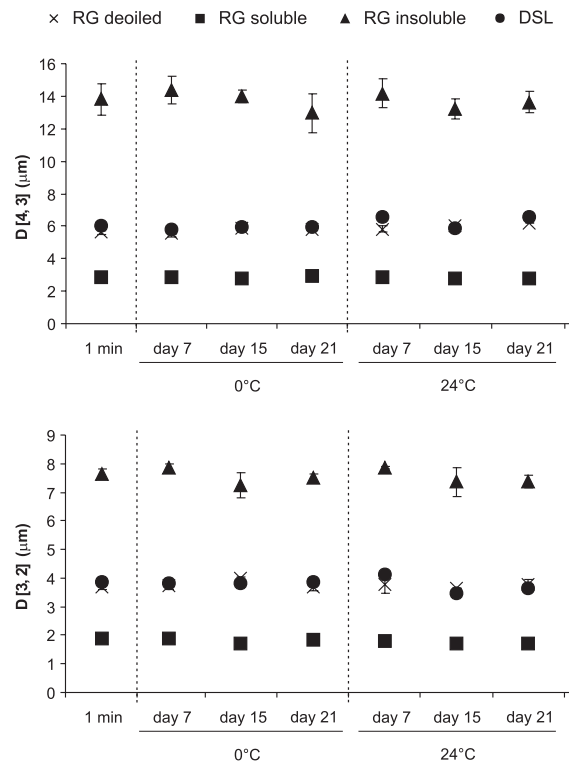 RG deoiled RG soluble RG insoluble DSL
D [4, 3] (μm)
16
14
12
10
8
6
4
2
0
1 min day 7 day 15 day 21 day 7 day 15 day 21
0°C 24°C
D [3, 2] (μm)
9
8
7
6
5
4
3
2
1
0
1 min day 7 day 15 day 21 day 7 day 15 day 21
0°C 24°C